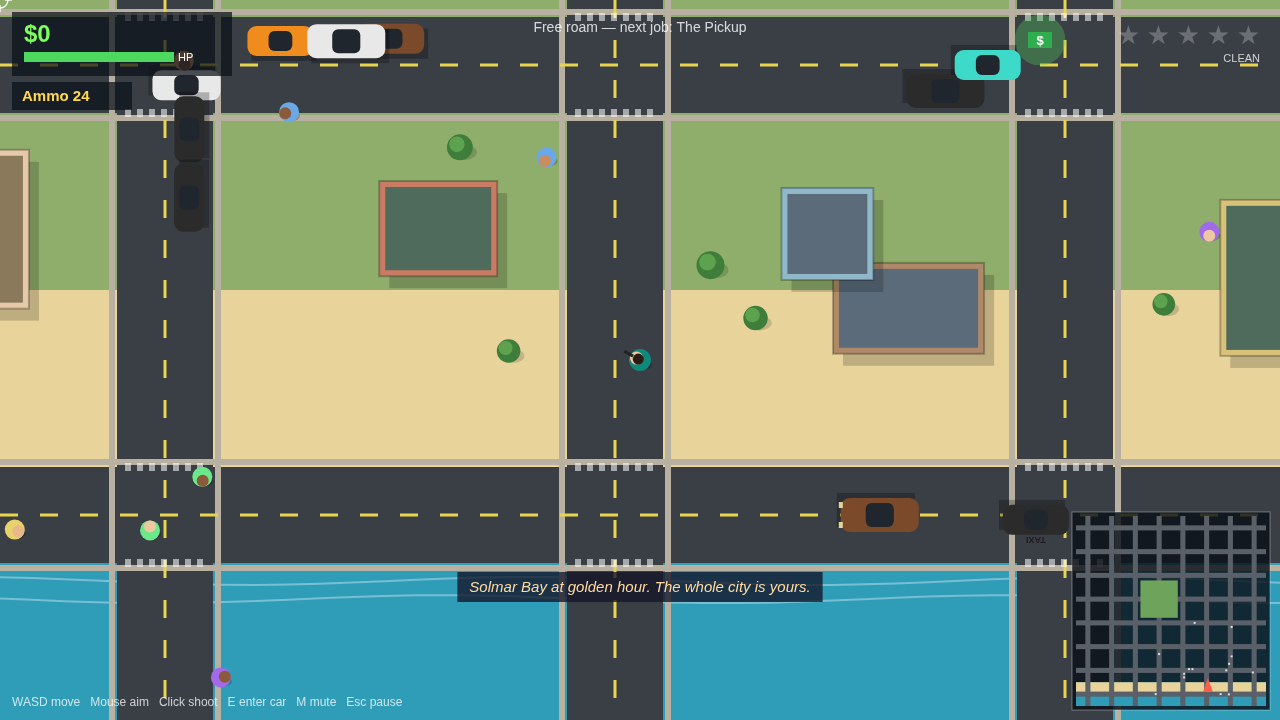 $0
HP
Ammo 24
Free roam — next job: The Pickup
$
CLEAN
TAXI
Solmar Bay at golden hour. The whole city is yours.
WASD move Mouse aim Click shoot E enter car M mute Esc pause